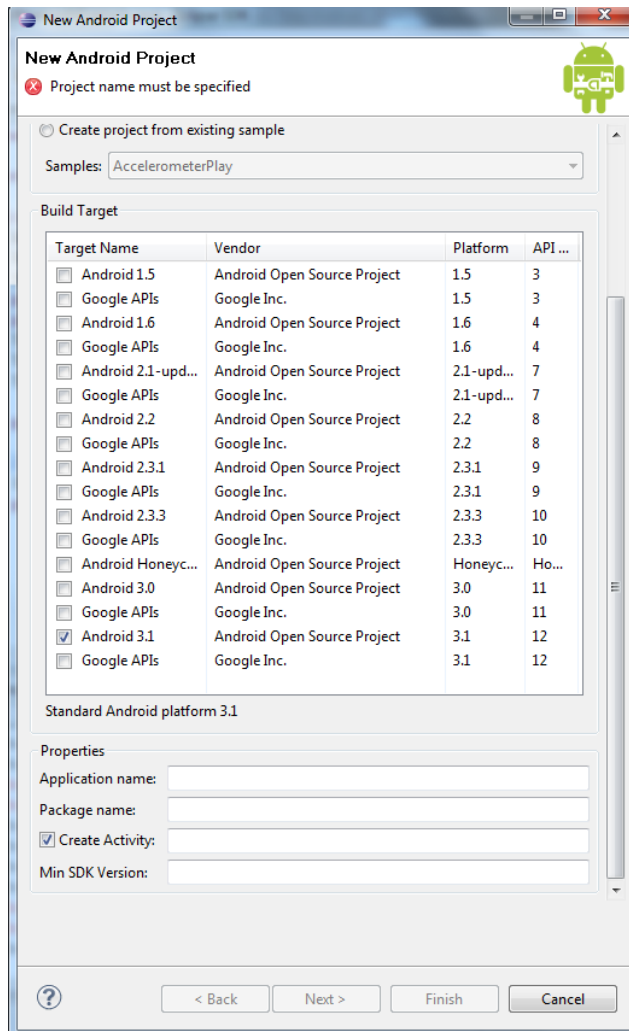 New Android Project
New Android Project
Project name must be specified
Create project from existing sample
Samples: AccelerometerPlay
Build Target
Target Name Vendor Platform API ...
Android 1.5 Android Open Source Project 1.5 3
Google APIs Google Inc. 1.5 3
Android 1.6 Android Open Source Project 1.6 4
Google APIs Google Inc. 1.6 4
Android 2.1-upd... Android Open Source Project 2.1-upd... 7
Google APIs Google Inc. 2.1-upd... 7
Android 2.2 Android Open Source Project 2.2 8
Google APIs Google Inc. 2.2 8
Android 2.3.1 Android Open Source Project 2.3.1 9
Google APIs Google Inc. 2.3.1 9
Android 2.3.3 Android Open Source Project 2.3.3 10
Google APIs Google Inc. 2.3.3 10
Android Honeyc... Android Open Source Project Honeyc... Ho...
Android 3.0 Android Open Source Project 3.0 11
Google APIs Google Inc. 3.0 11
Android 3.1 Android Open Source Project 3.1 12
Google APIs Google Inc. 3.1 12
Standard Android platform 3.1
Properties
Application name:
Package name:
Create Activity:
Min SDK Version:
? < Back Next > Finish Cancel